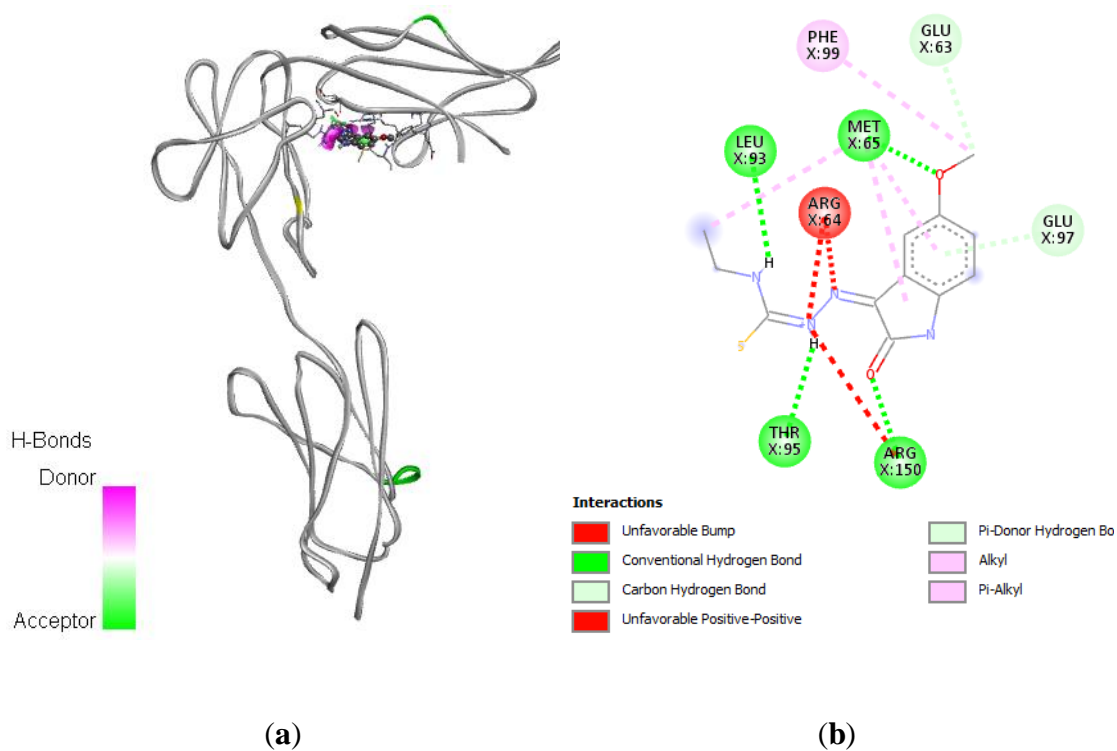 H-Bonds
Donor
Acceptor
PHE
X:99
GLU
X:63
LEU
X:93
MET
X:65
ARG
X:64
GLU
X:97
H
N
N
N
H
S
O
O
N
THR
X:95
ARG
X:150
Interactions
Unfavorable Bump
Conventional Hydrogen Bond
Carbon Hydrogen Bond
Unfavorable Positive-Positive
Pi-Donor Hydrogen Bo
Alkyl
Pi-Alkyl
(a)
(b)